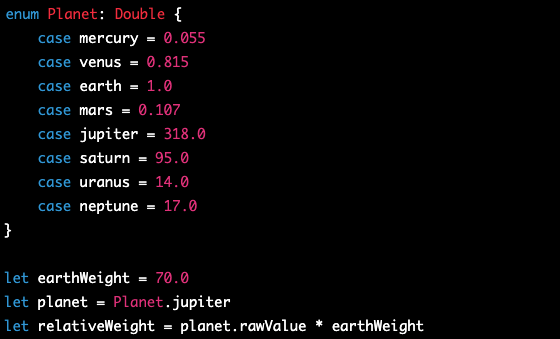 enum Planet: Double {
    case mercury = 0.055
    case venus = 0.815
    case earth = 1.0
    case mars = 0.107
    case jupiter = 318.0
    case saturn = 95.0
    case uranus = 14.0
    case neptune = 17.0
}

let earthWeight = 70.0
let planet = Planet.jupiter
let relativeWeight = planet.rawValue * earthWeight